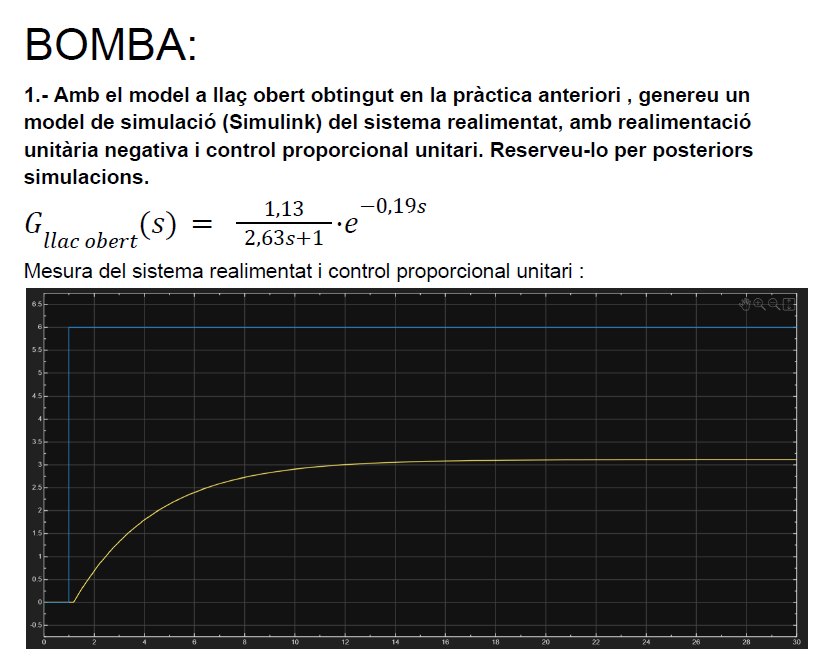 BOMBA:
1.- Amb el model a llaç obert obtingut en la pràctica anteriori , genereu un
model de simulació (Simulink) del sistema realimentat, amb realimentació
unitària negativa i control proporcional unitari. Reserveu-lo per posteriors
simulacions.
G_llac obert(s) = 1,13 / 2,63s+1 · e^−0,19s
Mesura del sistema realimentat i control proporcional unitari :
6.5
6
5.5
5
4.5
4
3.5
3
2.5
2
1.5
1
0.5
0
-0.5
0 2 4 6 8 10 12 14 16 18 20 22 24 26 28 30